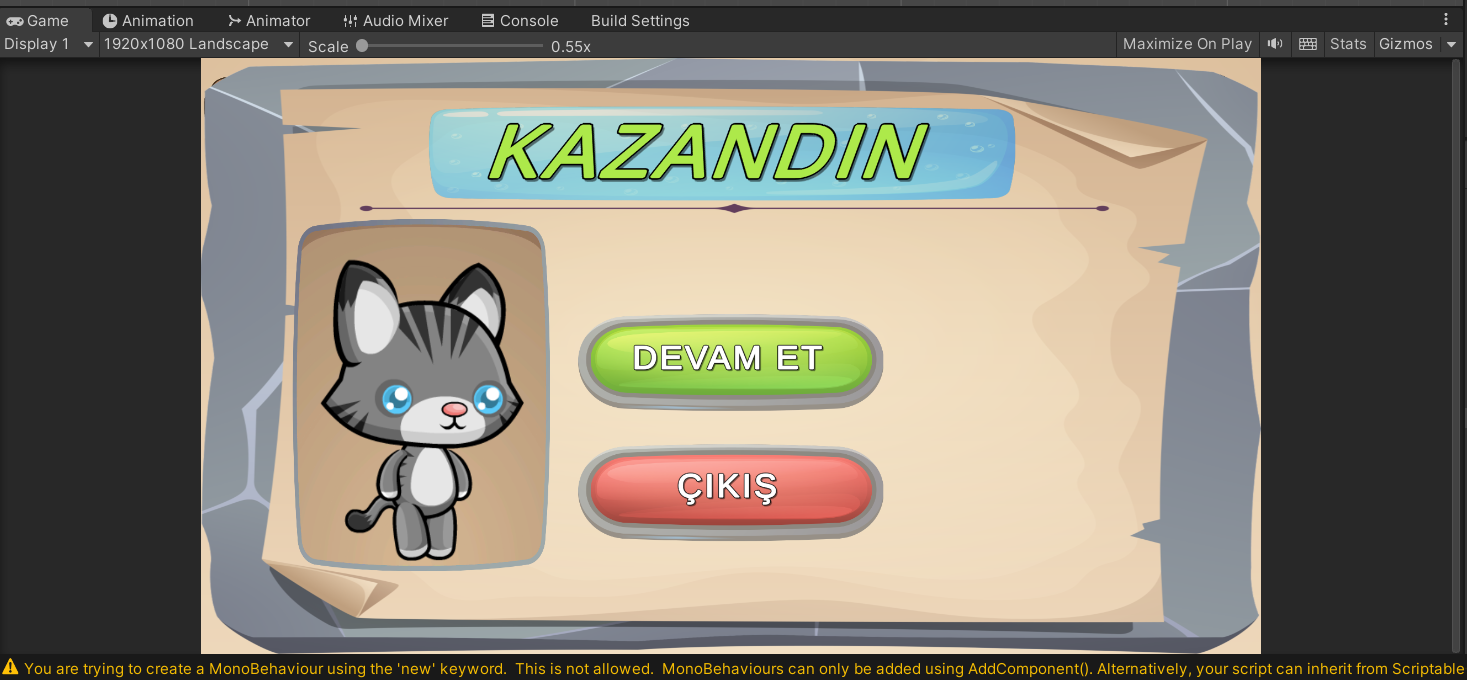 Game Animation Animator Audio Mixer Console Build Settings
Display 1 1920x1080 Landscape Scale 0.55x Maximize On Play Stats Gizmos
KAZANDIN
DEVAM ET
ÇIKIŞ
You are trying to create a MonoBehaviour using the 'new' keyword.  This is not allowed.  MonoBehaviours can only be added using AddComponent(). Alternatively, your script can inherit from Scriptable